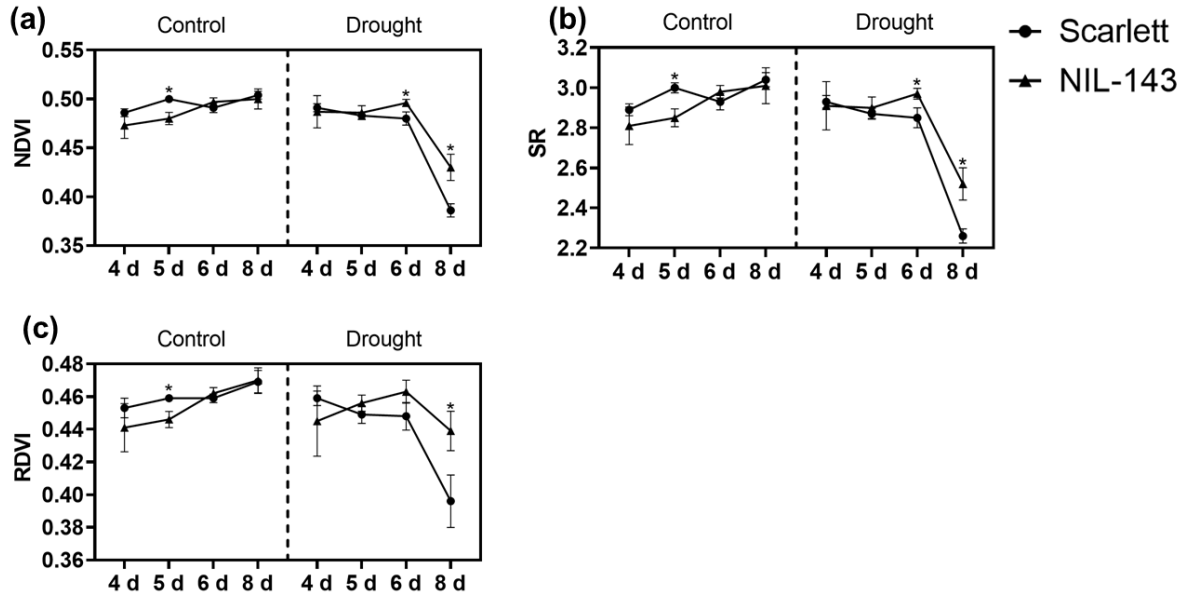 (a)
Control Drought
NDVI
0.55
0.50
0.45
0.40
0.35
*
*
*
4 d 5 d 6 d 8 d 4 d 5 d 6 d 8 d
(b)
Control Drought
SR
3.2
3.0
2.8
2.6
2.4
2.2
*
*
*
4 d 5 d 6 d 8 d 4 d 5 d 6 d 8 d
Scarlett
NIL-143
(c)
Control Drought
RDVI
0.48
0.46
0.44
0.42
0.40
0.38
0.36
*
*
4 d 5 d 6 d 8 d 4 d 5 d 6 d 8 d